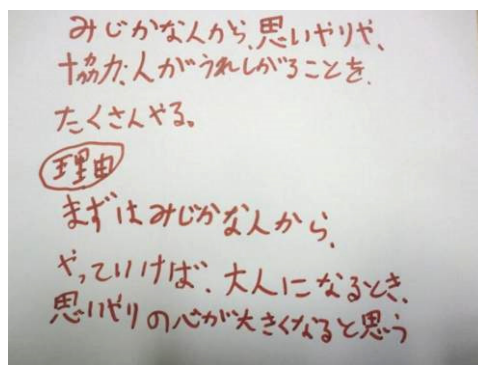 みじかな人から、思いやりや、
協力、人がうれしがることを、
たくさんやる。
理由
まずはみじかな人から、
やっていけば、大人になるとき、
思いやりの心が大きくなると思う